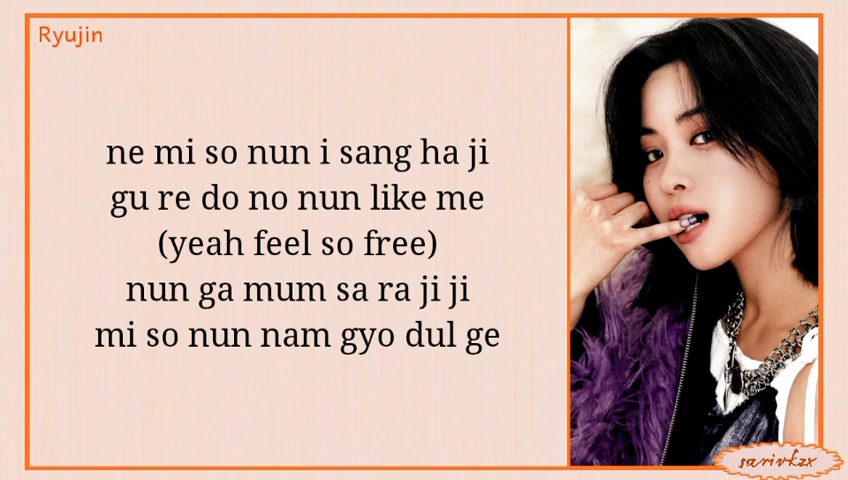 Ryujin
ne mi so nun i sang ha ji
gu re do no nun like me
(yeah feel so free)
nun ga mum sa ra ji ji
mi so nun nam gyo dul ge
sarivkzx